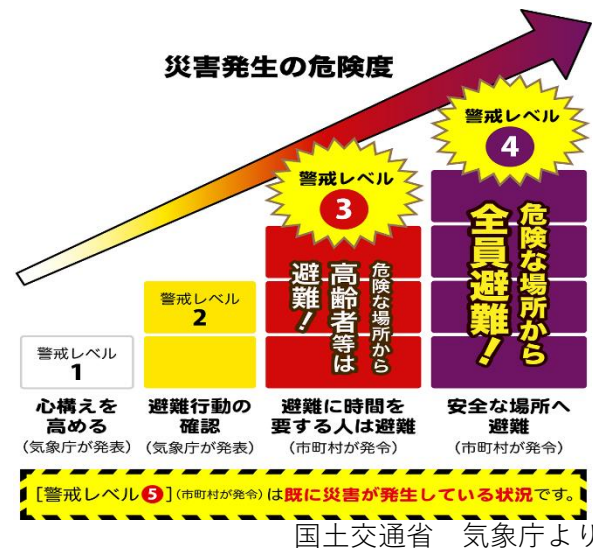 災害発生の危険度
警戒レベル
4
危険な場所から
全員避難！
警戒レベル
3
危険な場所から
高齢者等は
避難！
警戒レベル
2
警戒レベル
1
心構えを
高める
(気象庁が発表)
避難行動の
確認
(気象庁が発表)
避難に時間を
要する人は避難
(市町村が発令)
安全な場所へ
避難
(市町村が発令)
［警戒レベル5］(市町村が発令)は既に災害が発生している状況です。
国土交通省　気象庁より